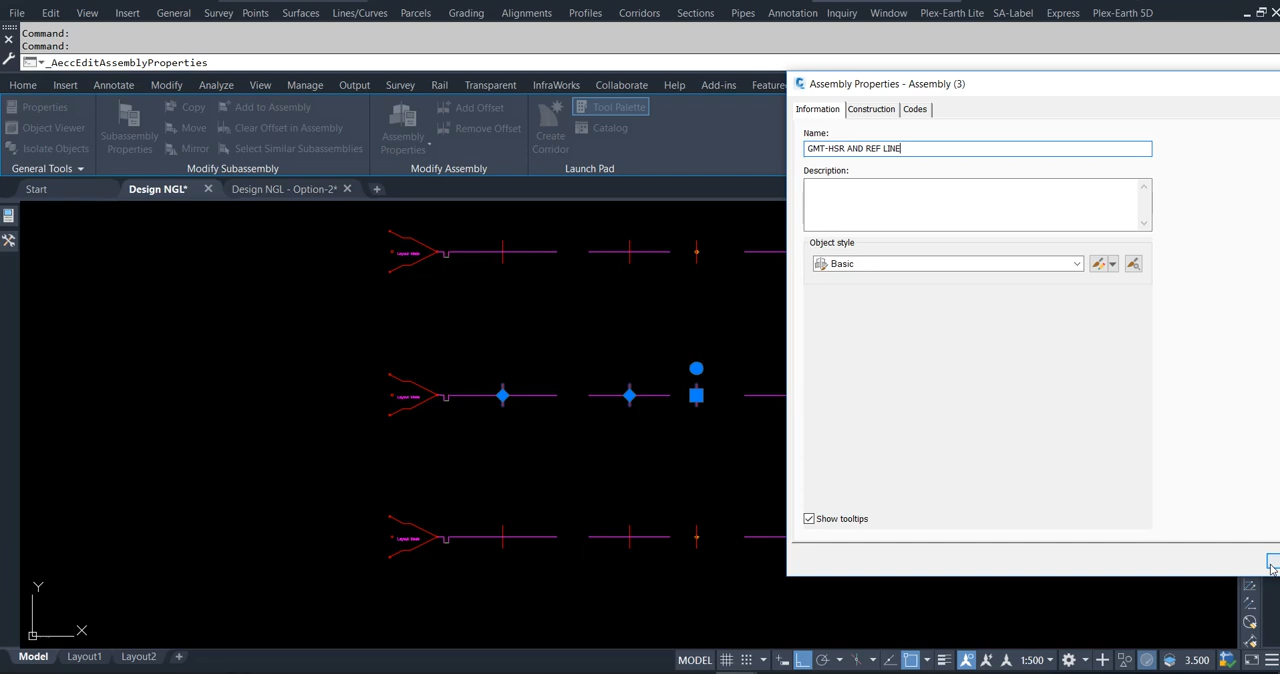 File Edit View Insert General Survey Points Surfaces Lines/Curves Parcels Grading Alignments Profiles Corridors Sections Pipes Annotation Inquiry Window Plex-Earth Lite SA-Label Express Plex-Earth 5D
Command:
Command:
_AeccEditAssemblyProperties
Home Insert Annotate Modify Analyze View Manage Output Survey Rail Transparent InfraWorks Collaborate Help Add-ins Feature
Properties
Object Viewer
Isolate Objects
General Tools
Subassembly Properties
Copy
Move
Mirror
Add to Assembly
Clear Offset in Assembly
Select Similar Subassemblies
Modify Subassembly
Assembly Properties
Add Offset
Remove Offset
Modify Assembly
Create Corridor
Tool Palette
Catalog
Launch Pad
Start Design NGL* Design NGL - Option-2*
Assembly Properties - Assembly (3)
Information Construction Codes
Name:
GMT-HSR AND REF LINE
Description:
Object style
Basic
Show tooltips
Y
X
Model Layout1 Layout2
MODEL 1:500 3.500